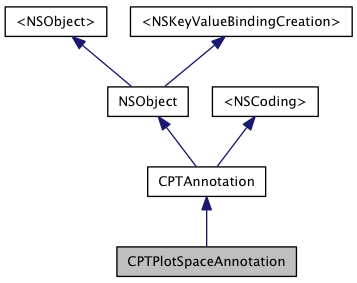 <NSObject>
<NSKeyValueBindingCreation>
NSObject
<NSCoding>
CPTAnnotation
CPTPlotSpaceAnnotation